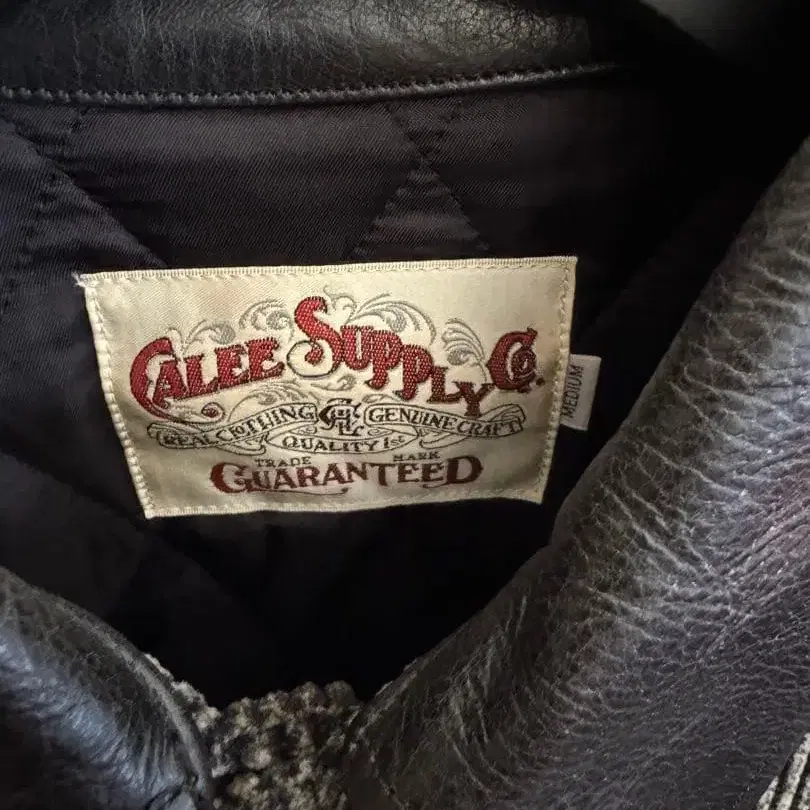 CALEE SUPPLY Co.
REAL CLOTHING GENUINE CRAFT
QUALITY 1st
TRADE MARK
GUARANTEED
MEDIUM